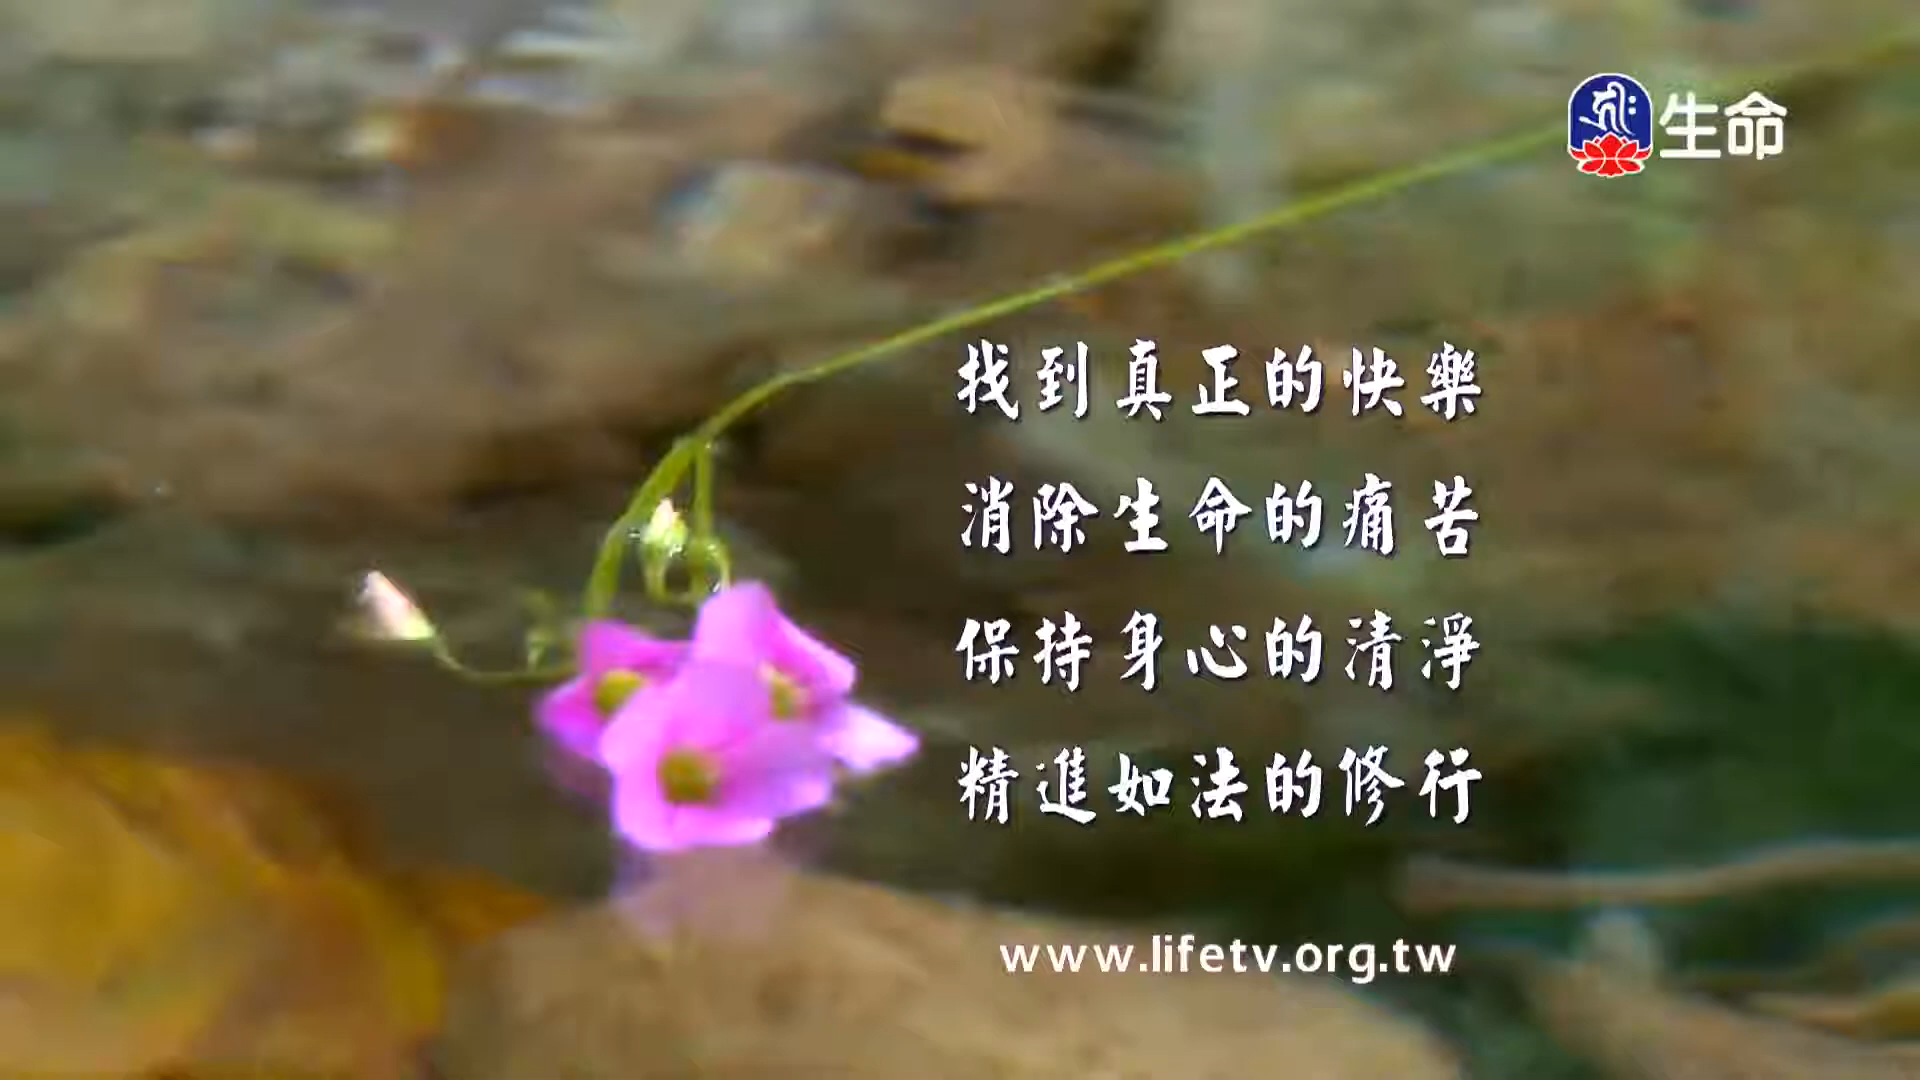 生命
找到真正的快樂
消除生命的痛苦
保持身心的清淨
精進如法的修行
www.lifetv.org.tw